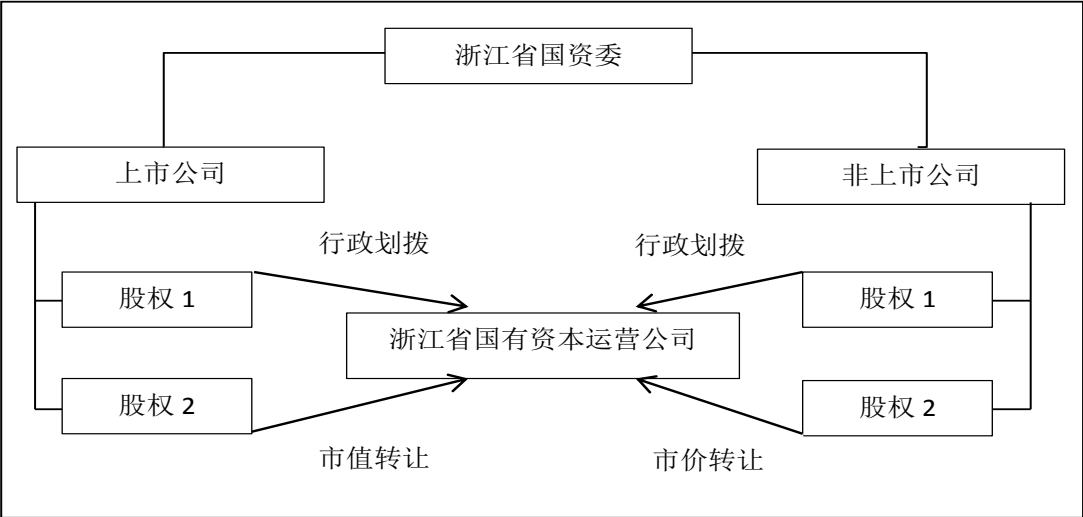 浙江省国资委
上市公司
非上市公司
行政划拨
行政划拨
股权 1
股权 1
浙江省国有资本运营公司
股权 2
股权 2
市值转让
市价转让